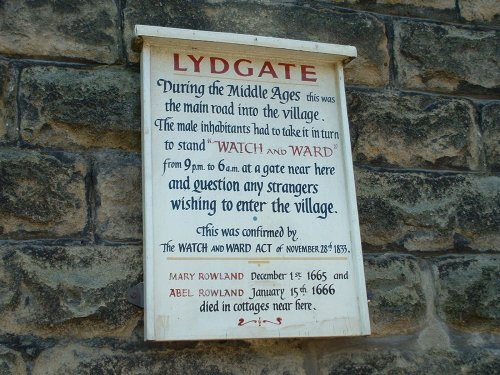 LYDGATE
During the Middle Ages this was
the main road into the village.
The male inhabitants had to take it in turn
to stand "WATCH AND WARD"
from 9 p.m. to 6 a.m. at a gate near here
and question any strangers
wishing to enter the village.
This was confirmed by
The WATCH AND WARD ACT of NOVEMBER 28th 1833.
MARY ROWLAND December 1st 1665 and
ABEL ROWLAND January 15th 1666
died in cottages near here.